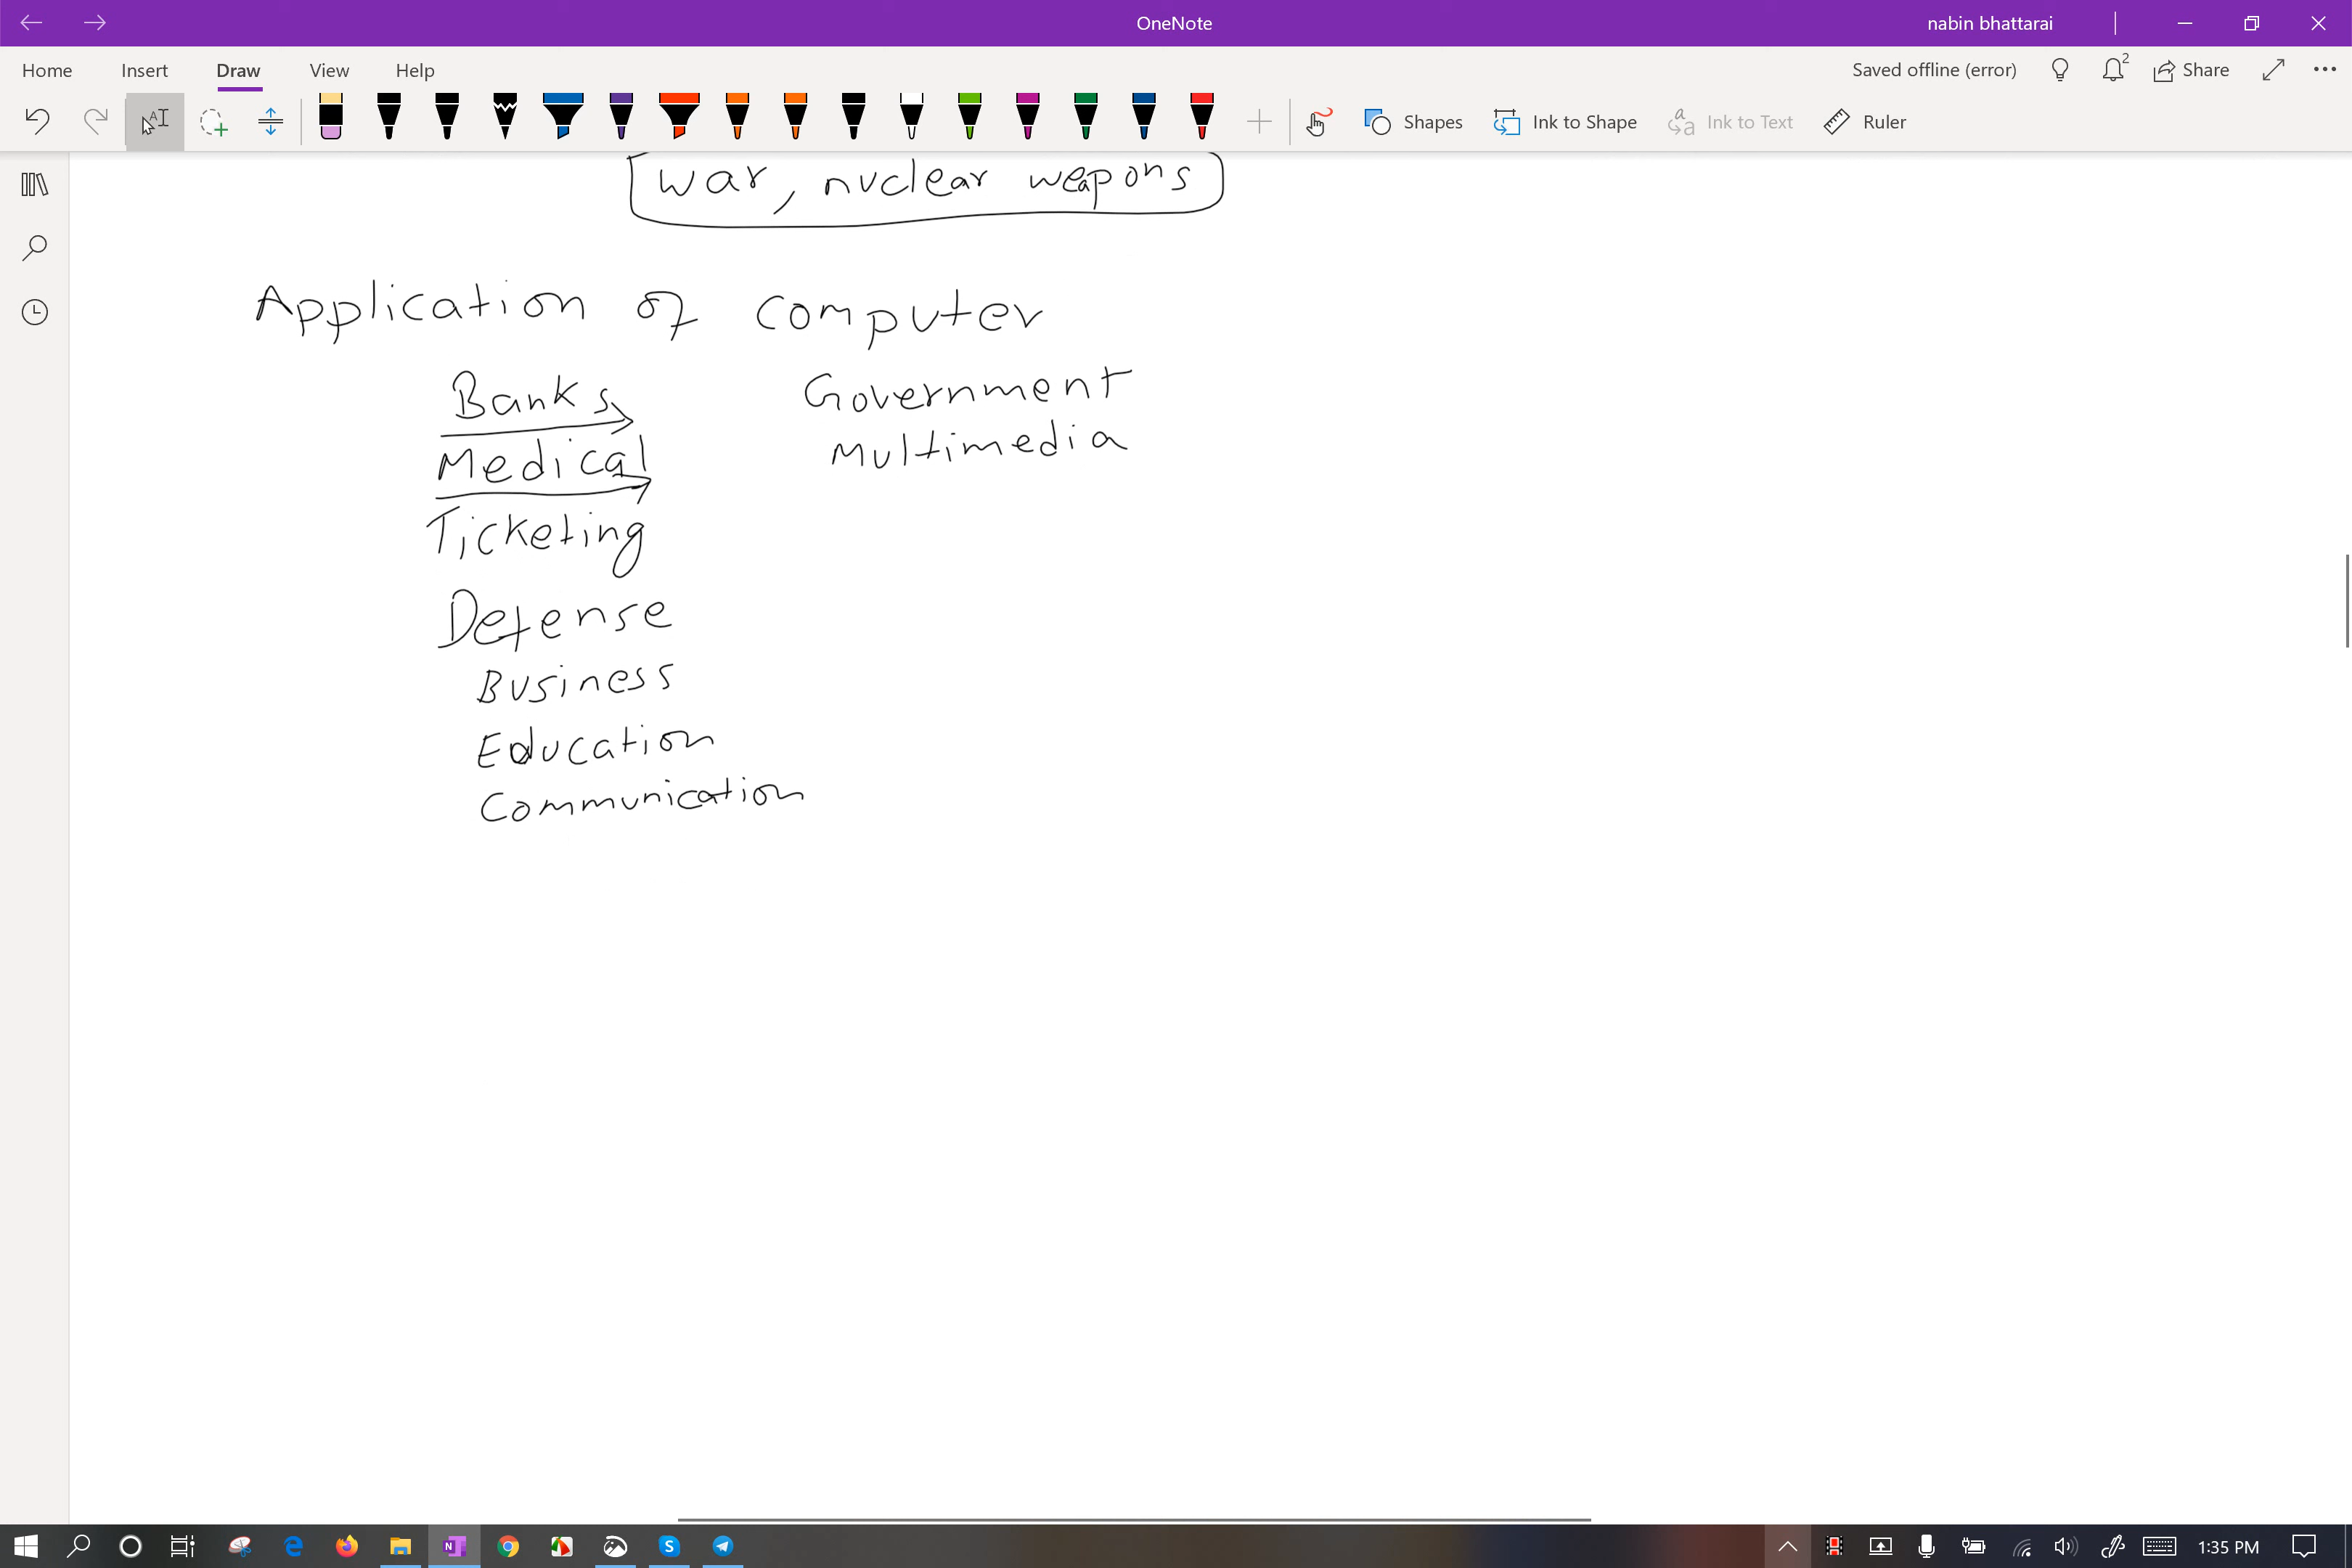 OneNote
nabin bhattarai
Home Insert Draw View Help
Saved offline (error)
2
Share
Shapes
Ink to Shape
Ink to Text
Ruler
war, nuclear weapons
Application of computer
Banks
Medical
Ticketing
Defense
Business
Education
Communication
Government
Multimedia
1:35 PM